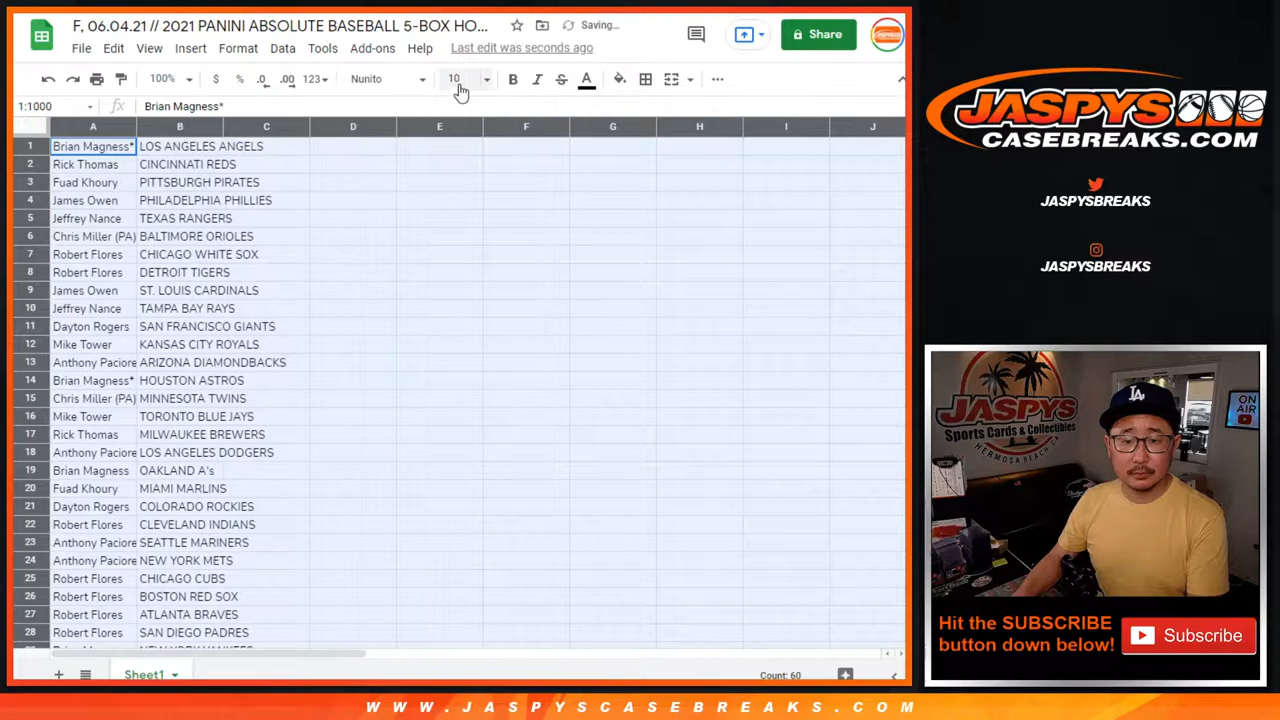 F, 06.04.21 // 2021 PANINI ABSOLUTE BASEBALL 5-BOX HO...
Saving...
File Edit View Insert Format Data Tools Add-ons Help Last edit was seconds ago
Share
100% $ % .0 .00 123 Nunito 10 B I S A ...
1:1000 fx Brian Magness*
A B C D E F G H I J
1 Brian Magness* LOS ANGELES ANGELS
2 Rick Thomas CINCINNATI REDS
3 Fuad Khoury PITTSBURGH PIRATES
4 James Owen PHILADELPHIA PHILLIES
5 Jeffrey Nance TEXAS RANGERS
6 Chris Miller (PA) BALTIMORE ORIOLES
7 Robert Flores CHICAGO WHITE SOX
8 Robert Flores DETROIT TIGERS
9 James Owen ST. LOUIS CARDINALS
10 Jeffrey Nance TAMPA BAY RAYS
11 Dayton Rogers SAN FRANCISCO GIANTS
12 Mike Tower KANSAS CITY ROYALS
13 Anthony Paciore ARIZONA DIAMONDBACKS
14 Brian Magness* HOUSTON ASTROS
15 Chris Miller (PA) MINNESOTA TWINS
16 Mike Tower TORONTO BLUE JAYS
17 Rick Thomas MILWAUKEE BREWERS
18 Anthony Paciore LOS ANGELES DODGERS
19 Brian Magness OAKLAND A's
20 Fuad Khoury MIAMI MARLINS
21 Dayton Rogers COLORADO ROCKIES
22 Robert Flores CLEVELAND INDIANS
23 Anthony Paciore SEATTLE MARINERS
24 Anthony Paciore NEW YORK METS
25 Robert Flores CHICAGO CUBS
26 Robert Flores BOSTON RED SOX
27 Robert Flores ATLANTA BRAVES
28 Robert Flores SAN DIEGO PADRES
Sheet1
Count: 60
JASPYS
CASEBREAKS.COM
JASPYSBREAKS
JASPYSBREAKS
JASPYS
Sports Cards & Collectibles
HERMOSA BEACH, CA
LA
ON
AIR
Hit the SUBSCRIBE
button down below!
Subscribe
WWW.JASPYSCASEBREAKS.COM